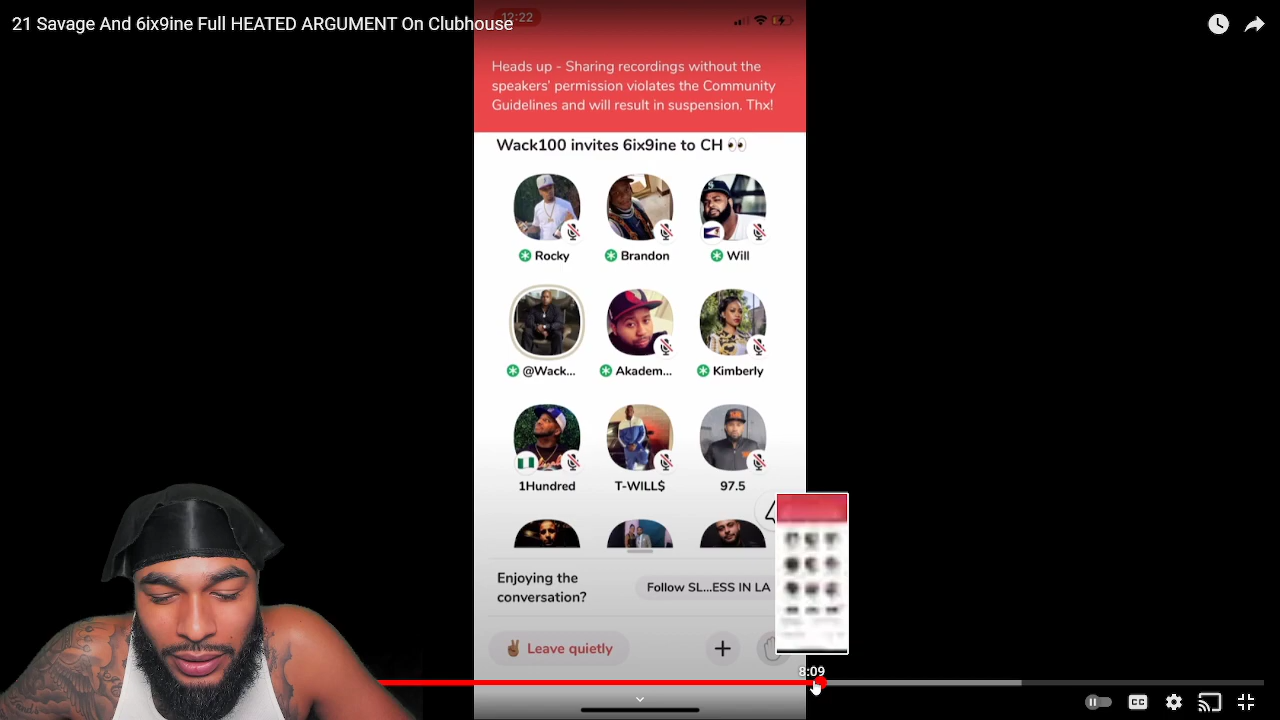 12:22
21 Savage 6ix9ine FULL HEATED ARGUMENT On Clubhouse
Heads up - Sharing recordings without the
speakers' permission violates the Community
Guidelines and will result in suspension. Thx!
Wack100 invites 6ix9ine to CH 👀
Rocky
Brandon
Will
@Wack...
Akadem...
Kimberly
1Hundred
T-WILL$
97.5
Enjoying the
conversation?
Follow SL...ESS IN LA
✌🏽 Leave quietly
8:09